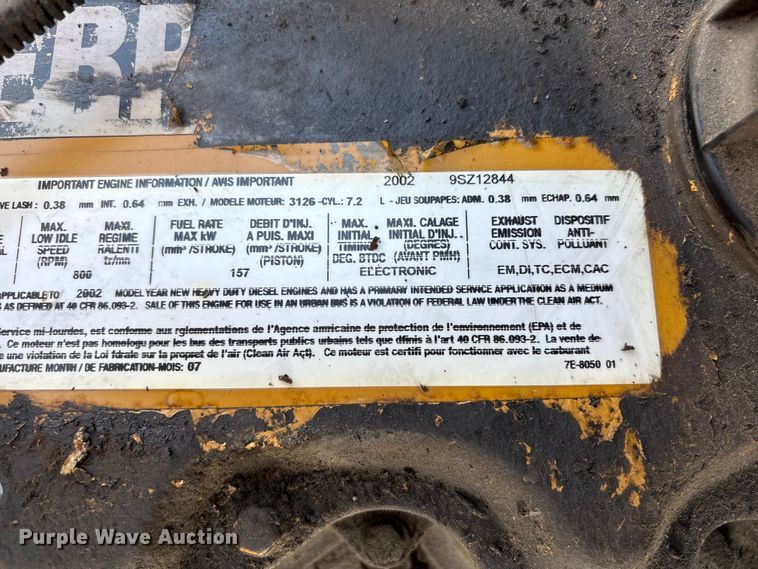 ERP
IMPORTANT ENGINE INFORMATION / AVIS IMPORTANT 2002 9SZ12844
VE LASH : 0.38 mm INT. 0.64 mm EXH. / MODELE MOTEUR: 3126 -CYL.: 7.2 L - JEU SOUPAPES: ADM. 0.38 mm ECHAP. 0.64 mm
MAX. MAXI. FUEL RATE DEBIT D'INJ. MAX. MAXI. CALAGE EXHAUST DISPOSITIF
LOW IDLE REGIME MAX kW A PUIS. MAXI INITIAL INITIAL D'INJ. EMISSION ANTI-
SPEED RALENTI (mm³ /STROKE) (mm³ /STROKE) TIMING (DEGRES) CONT. SYS. POLLUANT
(RPM) tr/mn (PISTON) DEG. BTDC (AVANT PMH)
800 157 ELECTRONIC EM,DI,TC,ECM,CAC
APPLICABLE TO 2002 MODEL YEAR NEW HEAVY DUTY DIESEL ENGINES AND HAS A PRIMARY INTENDED SERVICE APPLICATION AS A MEDIUM
S AS DEFINED AT 40 CFR 86.093-2. SALE OF THIS ENGINE FOR USE IN AN URBAN BUS IS A VIOLATION OF FEDERAL LAW UNDER THE CLEAN AIR ACT.
Service mi-lourdes, est conforme aux rglementations de l'Agence amricaine de protection de l'environnement (EPA) et de
. Ce moteur n'est pas homologu pour les bus des transports publics urbains tels que dfinis à l'art 40 CFR 86.093-2. La vente de
e une violation de la Loi fdrale sur la propret de l'air (Clean Air Act). Ce moteur est certifi pour fonctionner avec le carburant
UFACTURE MONTH / DE FABRICATION-MOIS: 07 7E-8050 01
Purple Wave Auction